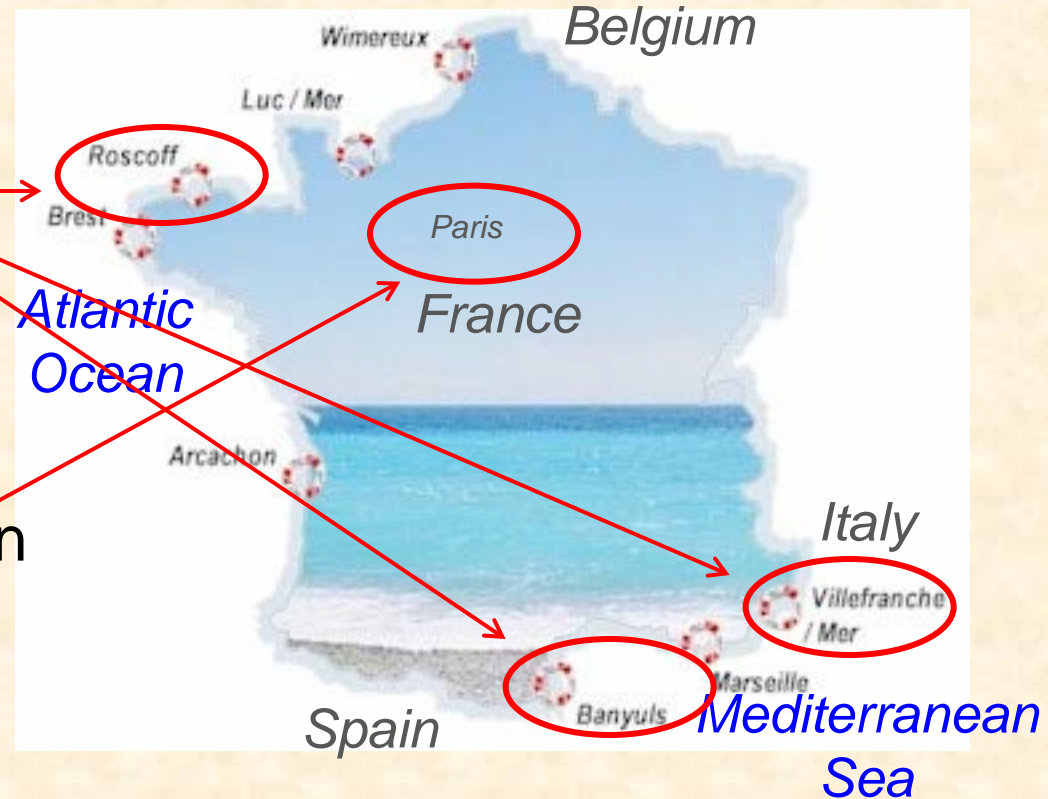 Belgium
Wimereux
Luc / Mer
Roscoff
Brest
Paris
Atlantic
Ocean
France
Arcachon
n
Italy
Villefranche
/ Mer
Marseille
Banyuls
Spain
Mediterranean
Sea